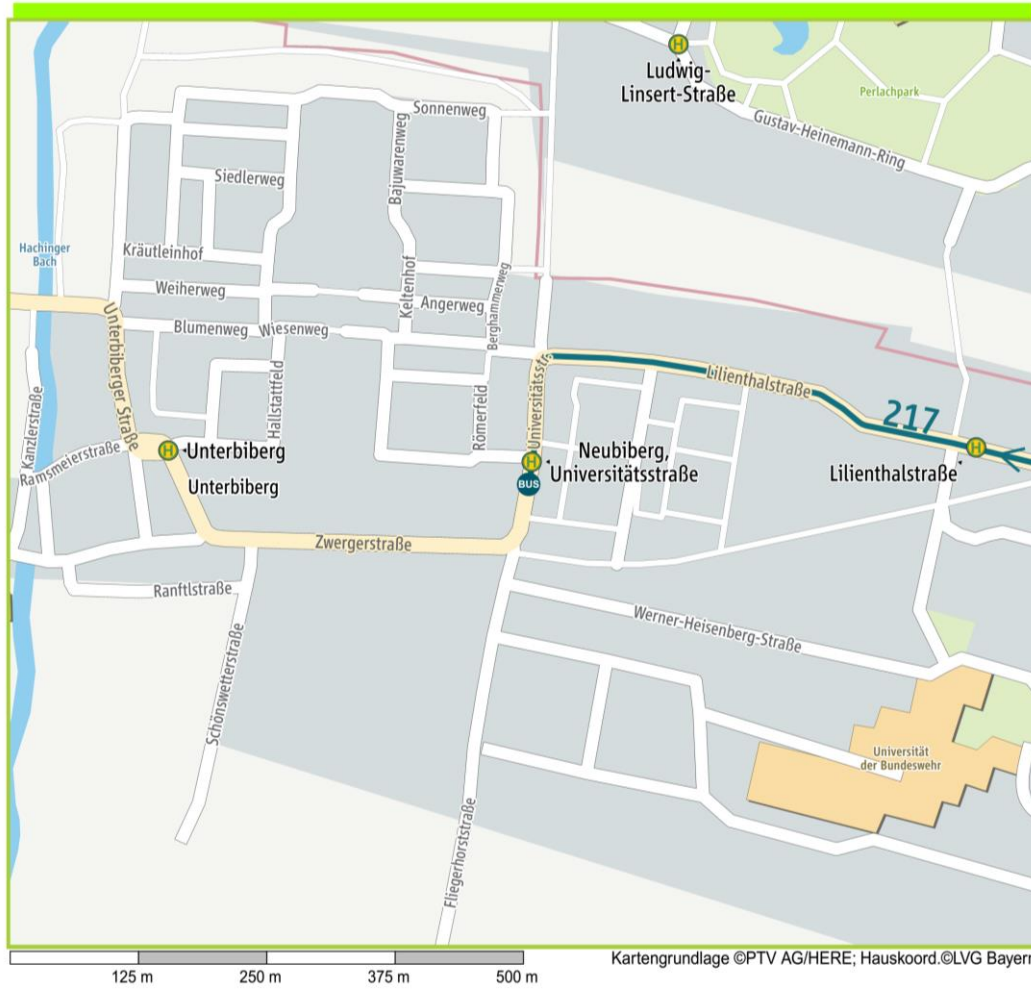 Ludwig-
Linsert-Straße
Perlachpark
Gustav-Heinemann-Ring
Sonnenweg
Bajuwarenweg
Siedlerweg
Hachinger
Bach
Kräutleinhof
Weiherweg
Keltenhof
Angerweg
Berghammerweg
Unterbiberger Straße
Blumenweg
Wiesenweg
Hallstattfeld
Römerfeld
Universitätsstra
Lilienthalstraße
217
Kanzlerstraße
Ramsmeierstraße
H
Unterbiberg
Unterbiberg
H
BUS
Neubiberg,
Universitätsstraße
H
Lilienthalstraße
H
Zwergerstraße
Ranftlstraße
Schönswetterstraße
Werner-Heisenberg-Straße
Universität
der Bundeswehr
Fliegerhorststraße
125 m
250 m
375 m
500 m
Kartengrundlage ©PTV AG/HERE; Hauskoord.©LVG Bayern